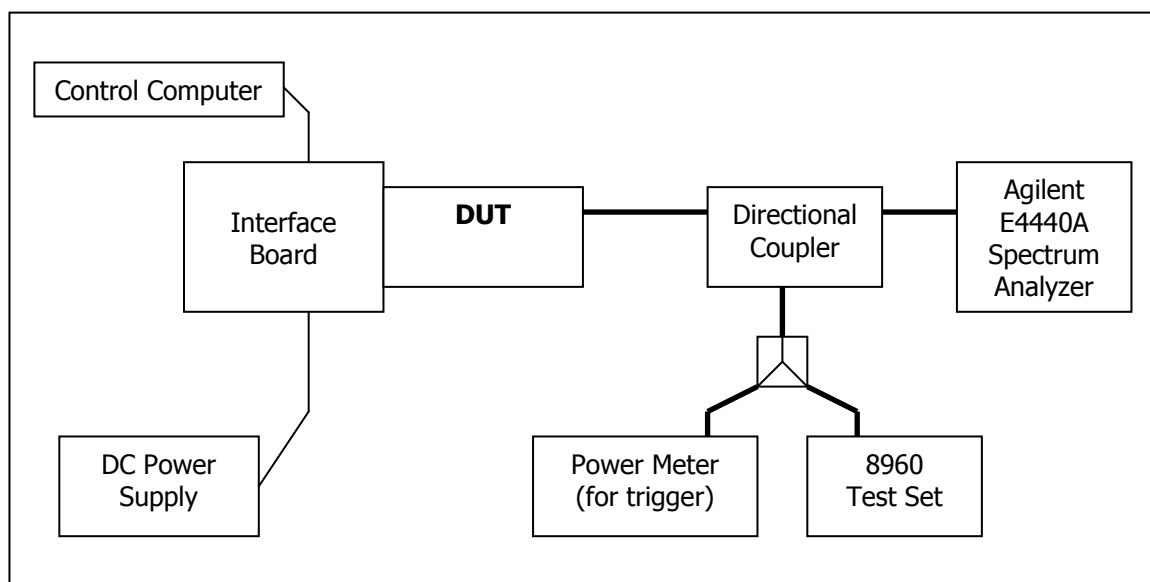 Control Computer
Interface
Board
DUT
Directional
Coupler
Agilent
E4440A
Spectrum
Analyzer
DC Power
Supply
Power Meter
(for trigger)
8960
Test Set